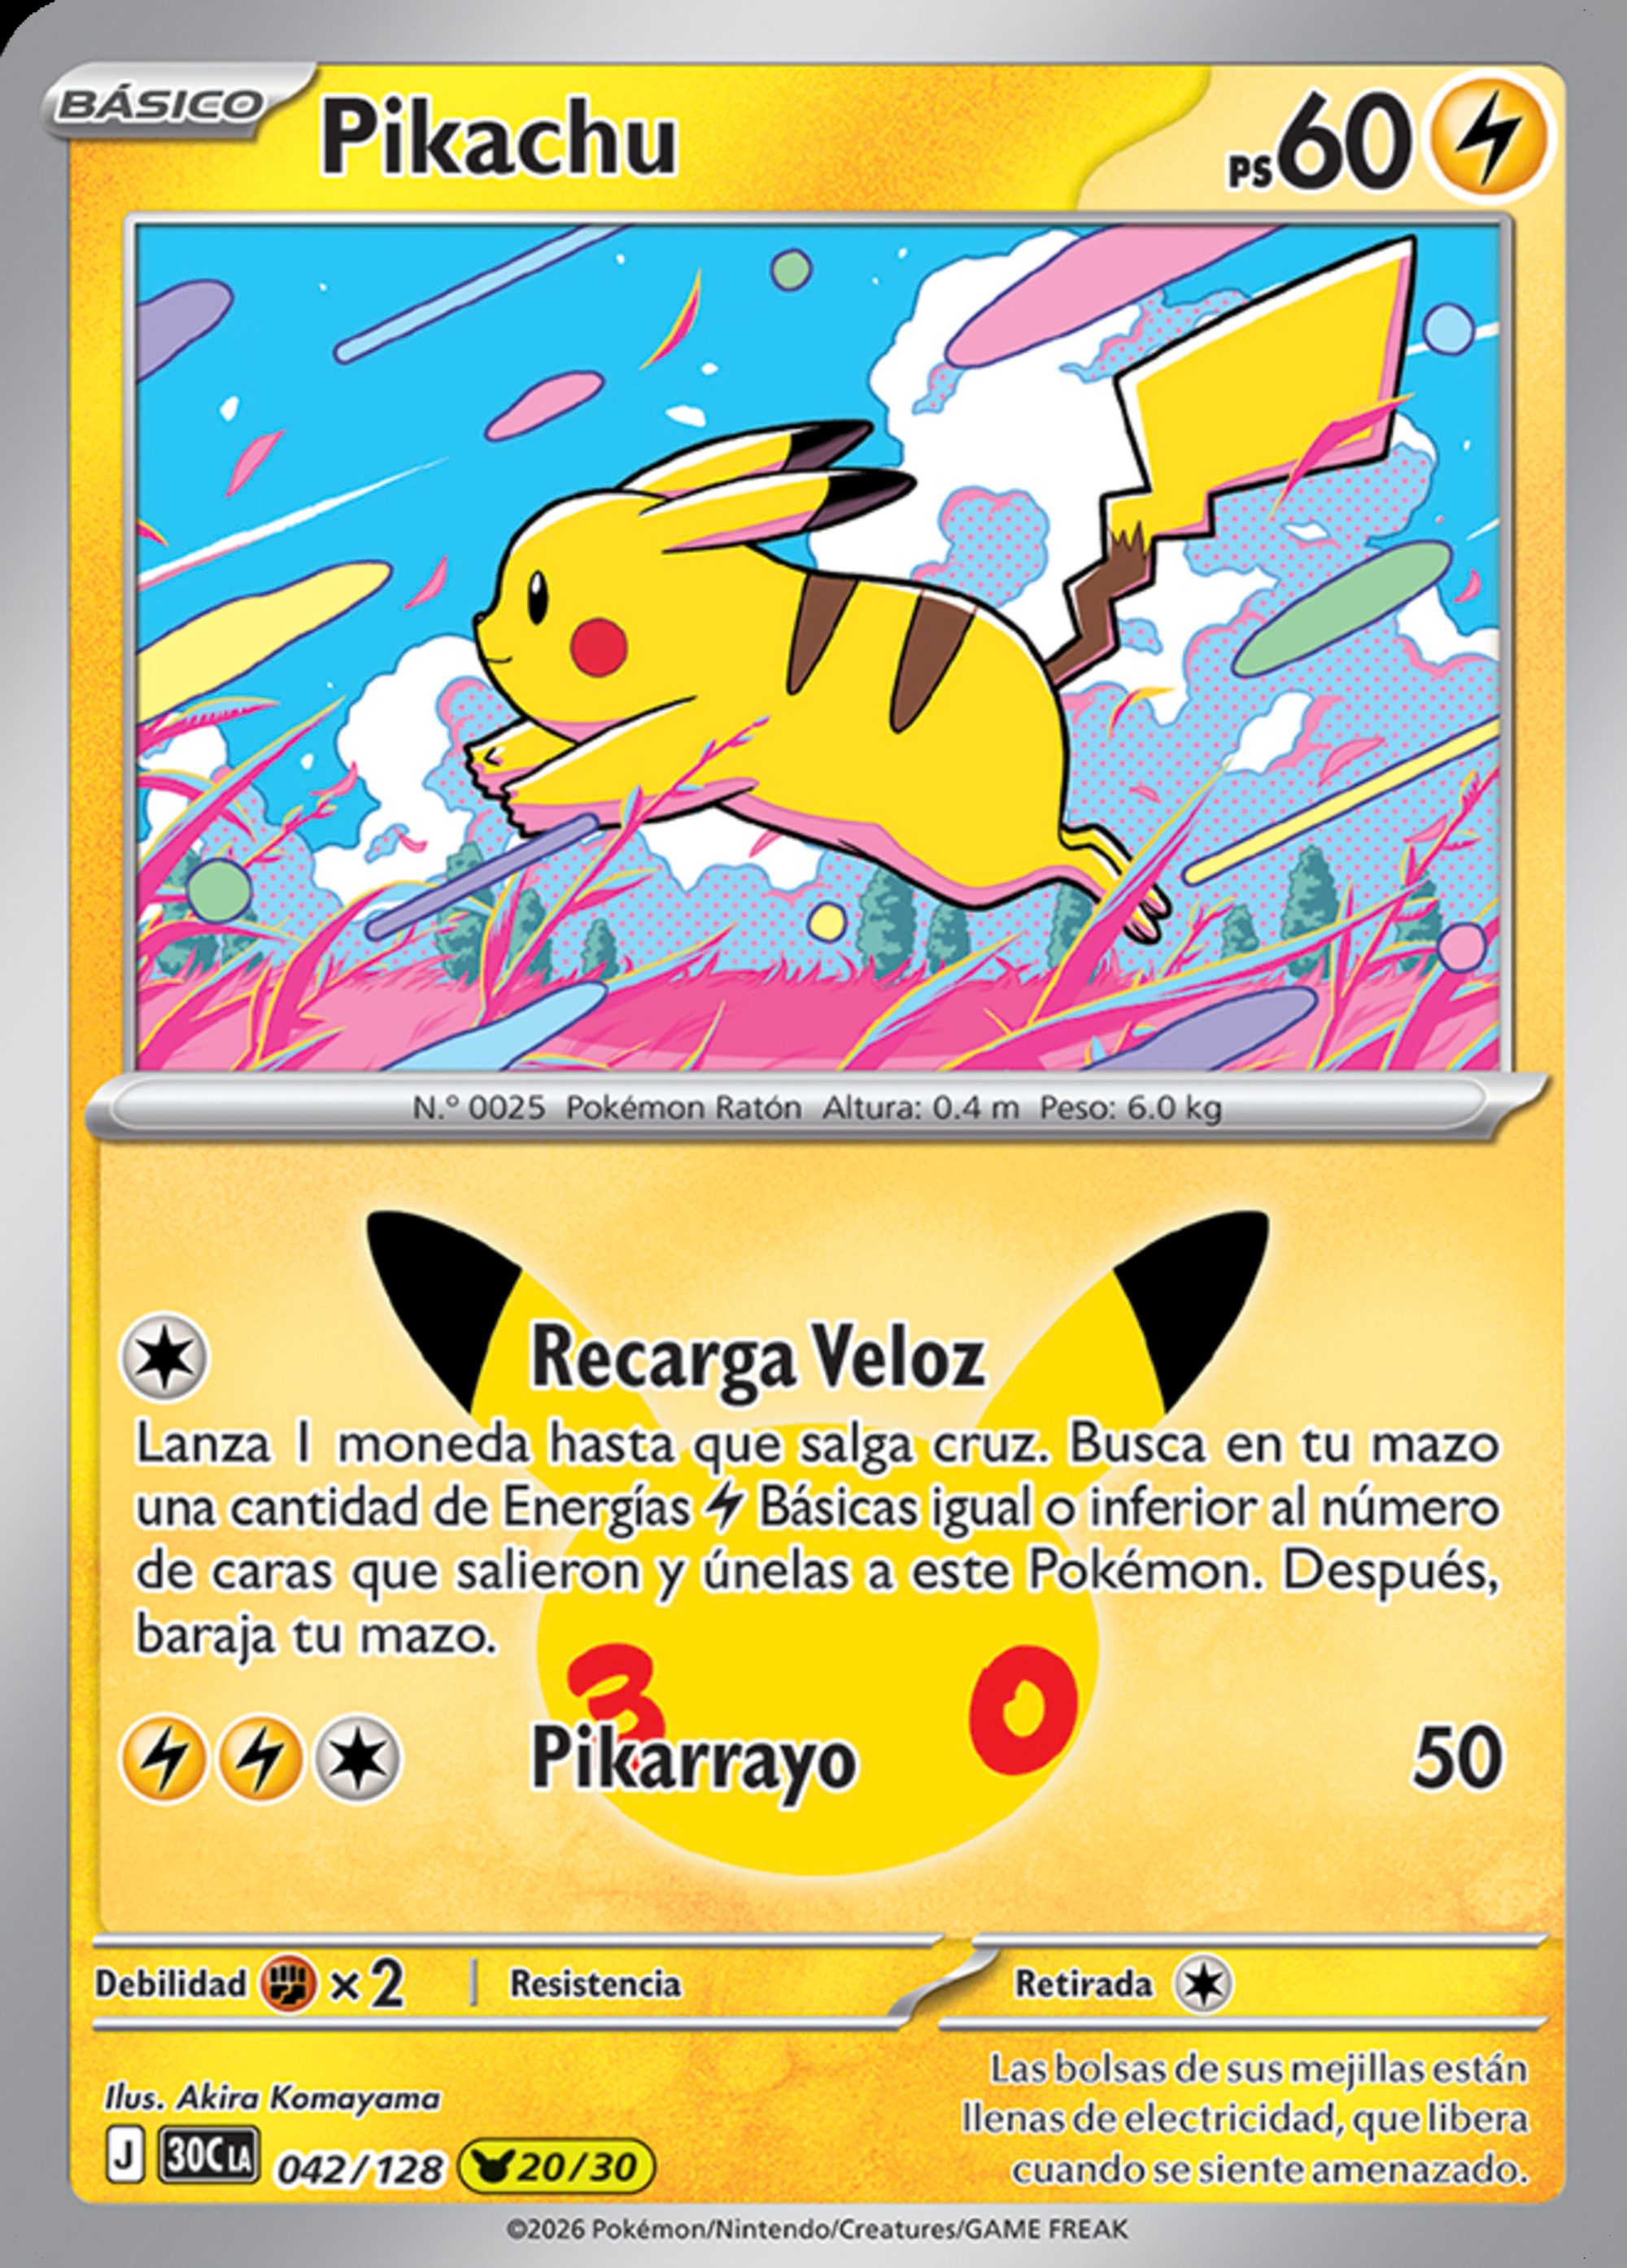 BÁSICO
Pikachu
PS 60
N.º 0025 Pokémon Ratón Altura: 0.4 m Peso: 6.0 kg
Recarga Veloz
Lanza 1 moneda hasta que salga cruz. Busca en tu mazo
una cantidad de Energías Básicas igual o inferior al número
de caras que salieron y únelas a este Pokémon. Después,
baraja tu mazo.
30
Pikarrayo 50
Debilidad ×2 Resistencia Retirada
Las bolsas de sus mejillas están
llenas de electricidad, que libera
cuando se siente amenazado.
Ilus. Akira Komayama
J 30C LA 042/128 20/30
©2026 Pokémon/Nintendo/Creatures/GAME FREAK